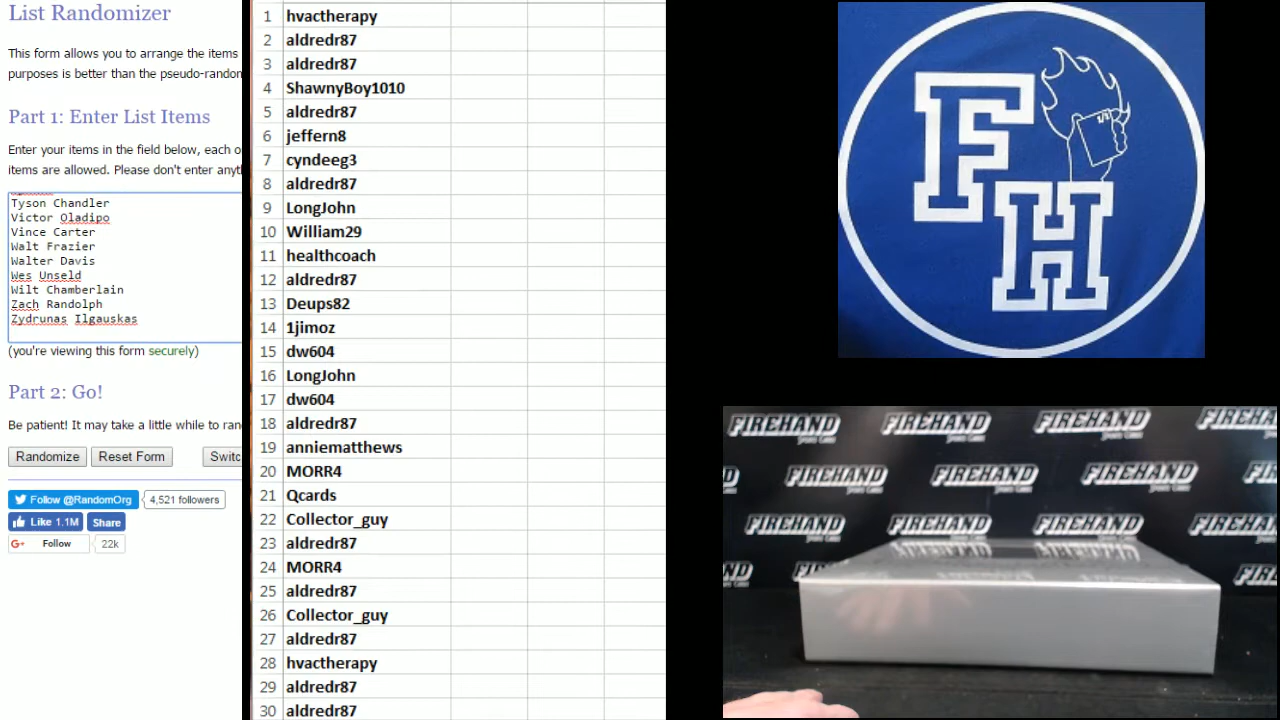 List Randomizer
This form allows you to arrange the items
purposes is better than the pseudo-random
Part 1: Enter List Items
Enter your items in the field below, each o
items are allowed. Please don't enter anyth
Tyson Chandler
Victor Oladipo
Vince Carter
Walt Frazier
Walter Davis
Wes Unseld
Wilt Chamberlain
Zach Randolph
Zydrunas Ilgauskas
(you're viewing this form securely)
Part 2: Go!
Be patient! It may take a little while to ran
Randomize Reset Form Switc
Follow @RandomOrg 4,521 followers
Like 1.1M Share
G+ Follow 22k
1 hvactherapy
2 aldredr87
3 aldredr87
4 ShawnyBoy1010
5 aldredr87
6 jeffern8
7 cyndeeg3
8 aldredr87
9 LongJohn
10 William29
11 healthcoach
12 aldredr87
13 Deups82
14 1jimoz
15 dw604
16 LongJohn
17 dw604
18 aldredr87
19 anniematthews
20 MORR4
21 Qcards
22 Collector_guy
23 aldredr87
24 MORR4
25 aldredr87
26 Collector_guy
27 aldredr87
28 hvactherapy
29 aldredr87
30 aldredr87
FH
1/1
FIREHAND FIREHAND FIREHAND FIREHAND
FIREHAND FIREHAND FIREHAND
FIREHAND FIREHAND FIREHAND FIREHAND